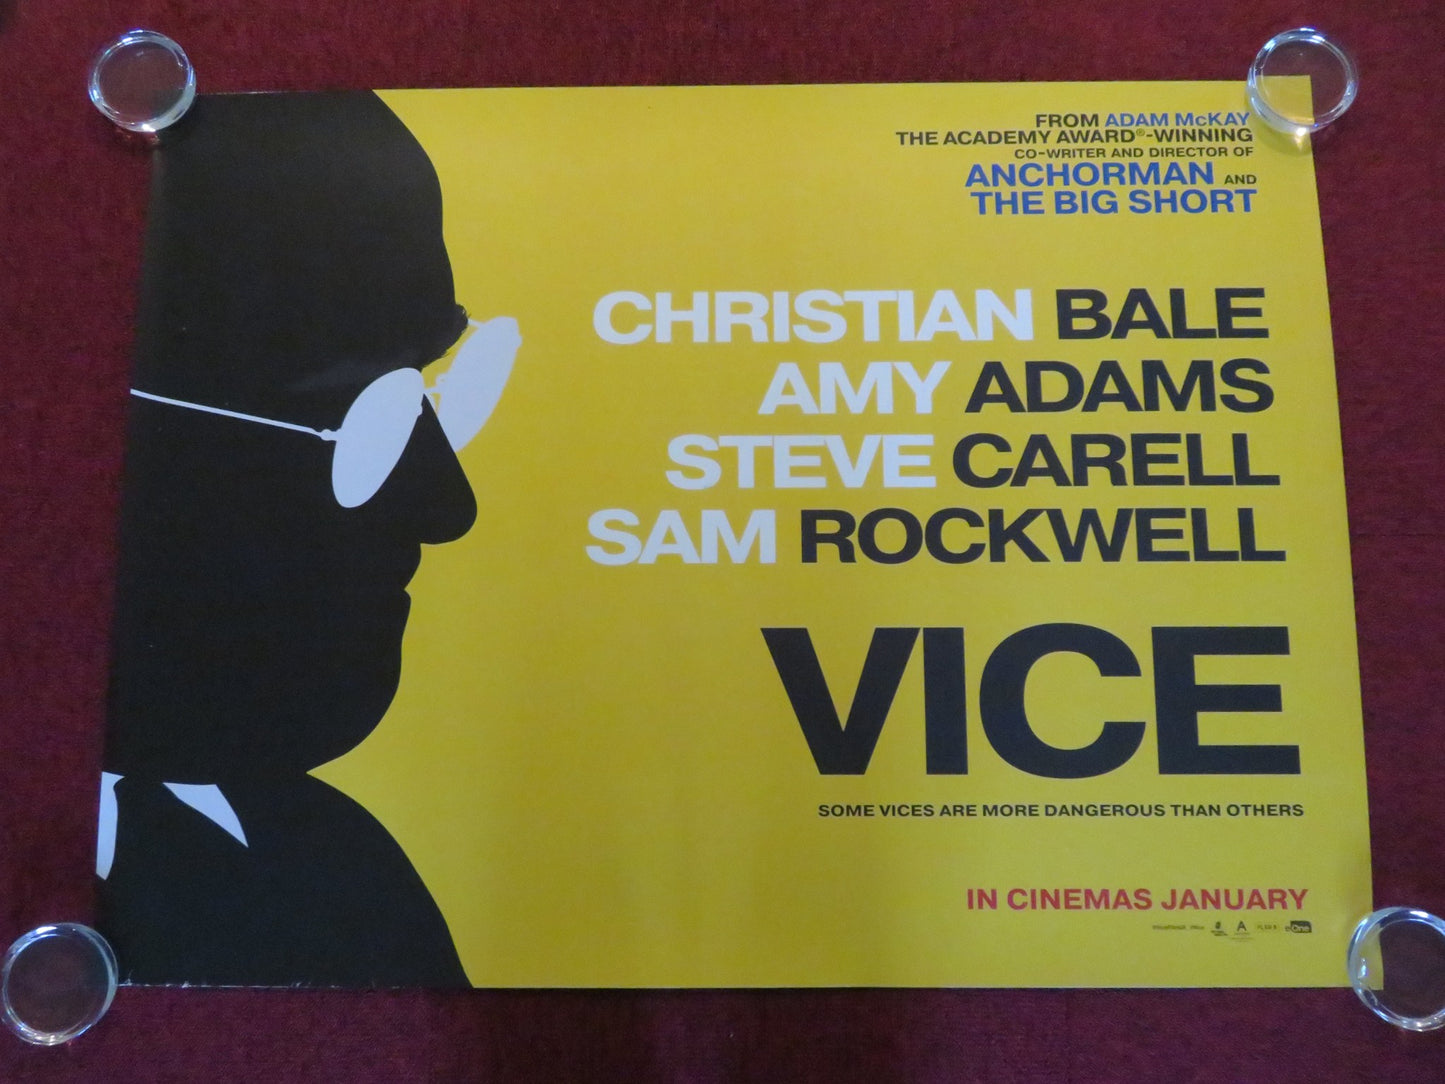 FROM ADAM McKAY
THE ACADEMY AWARD®-WINNING
CO-WRITER AND DIRECTOR OF
ANCHORMAN AND
THE BIG SHORT
CHRISTIAN BALE
AMY ADAMS
STEVE CARELL
SAM ROCKWELL
VICE
SOME VICES ARE MORE DANGEROUS THAN OTHERS
IN CINEMAS JANUARY
eOne